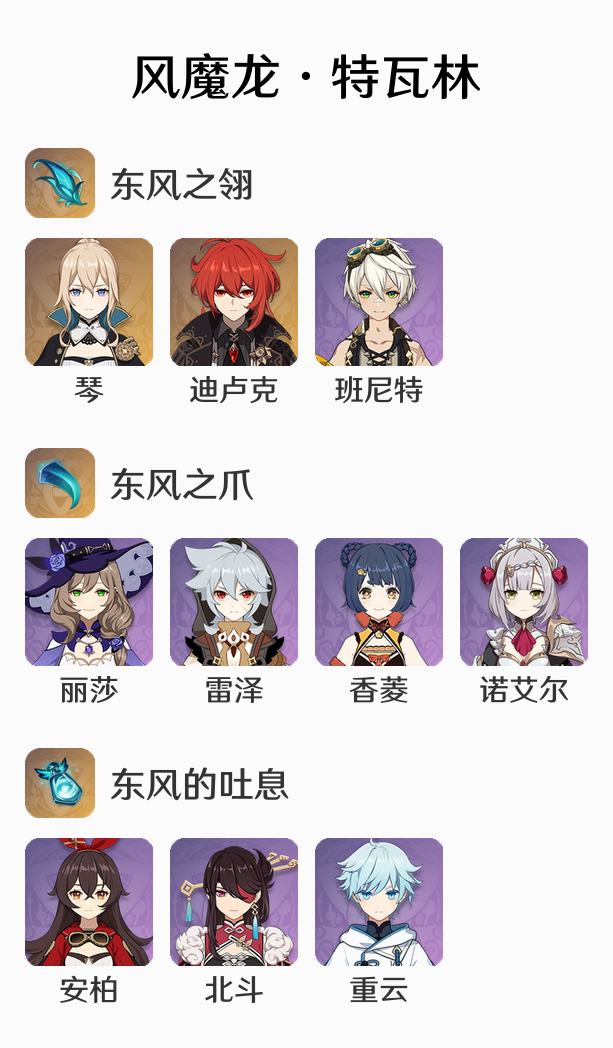 风魔龙·特瓦林
东风之翎
琴 迪卢克 班尼特
东风之爪
丽莎 雷泽 香菱 诺艾尔
东风的吐息
安柏 北斗 重云